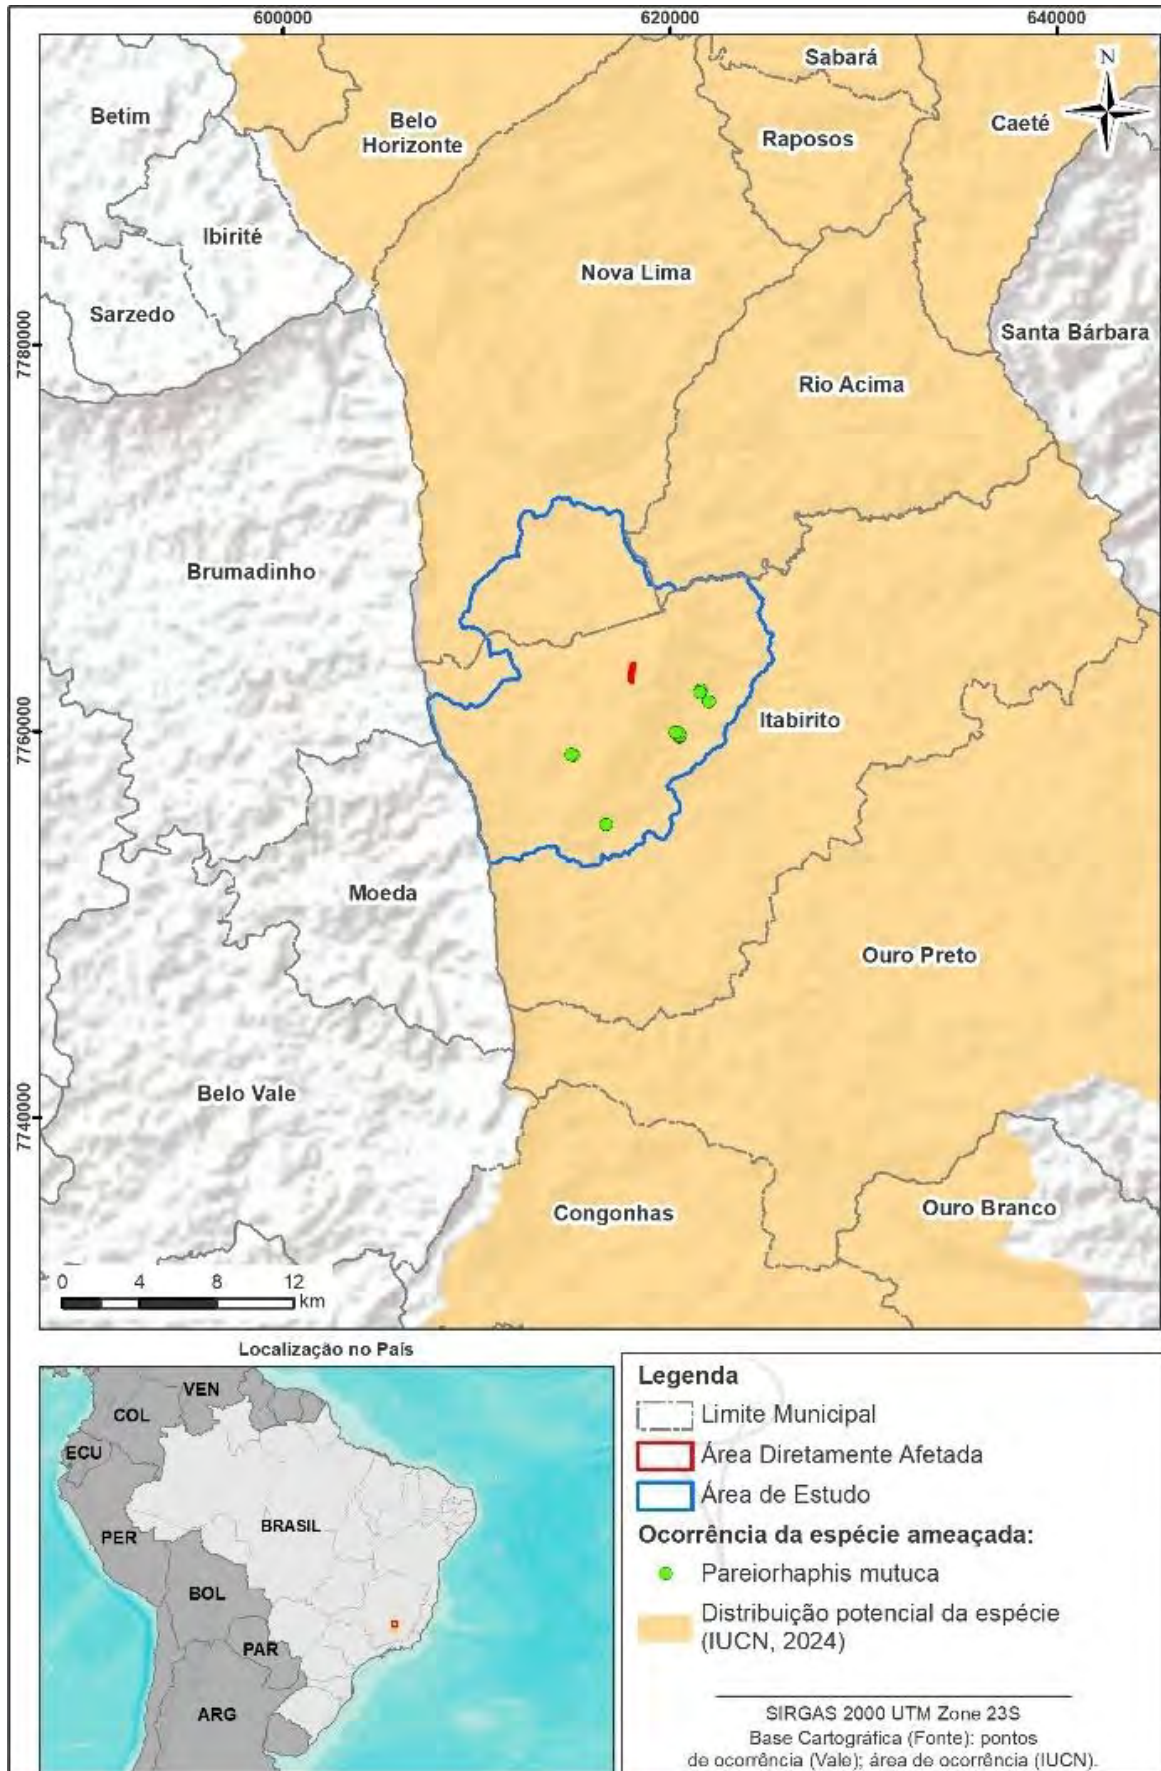 600000
620000
640000
Sabará
N
Betim
Belo
Horizonte
Raposos
Caeté
Ibirité
Nova Lima
Sarzedo
Santa Bárbara
7780000
Rio Acima
Brumadinho
Itabirito
7760000
Moeda
Ouro Preto
Belo Vale
7740000
Congonhas
Ouro Branco
0 4 8 12
km
Localização no País
VEN
COL
ECU
PER
BRASIL
BOL
PAR
ARG
Legenda
Limite Municipal
Área Diretamente Afetada
Área de Estudo
Ocorrência da espécie ameaçada:
Pareiorhaphis mutuca
Distribuição potencial da espécie
(IUCN, 2024)
SIRGAS 2000 UTM Zone 23S
Base Cartográfica (Fonte): pontos
de ocorrência (Vale); área de ocorrência (IUCN).